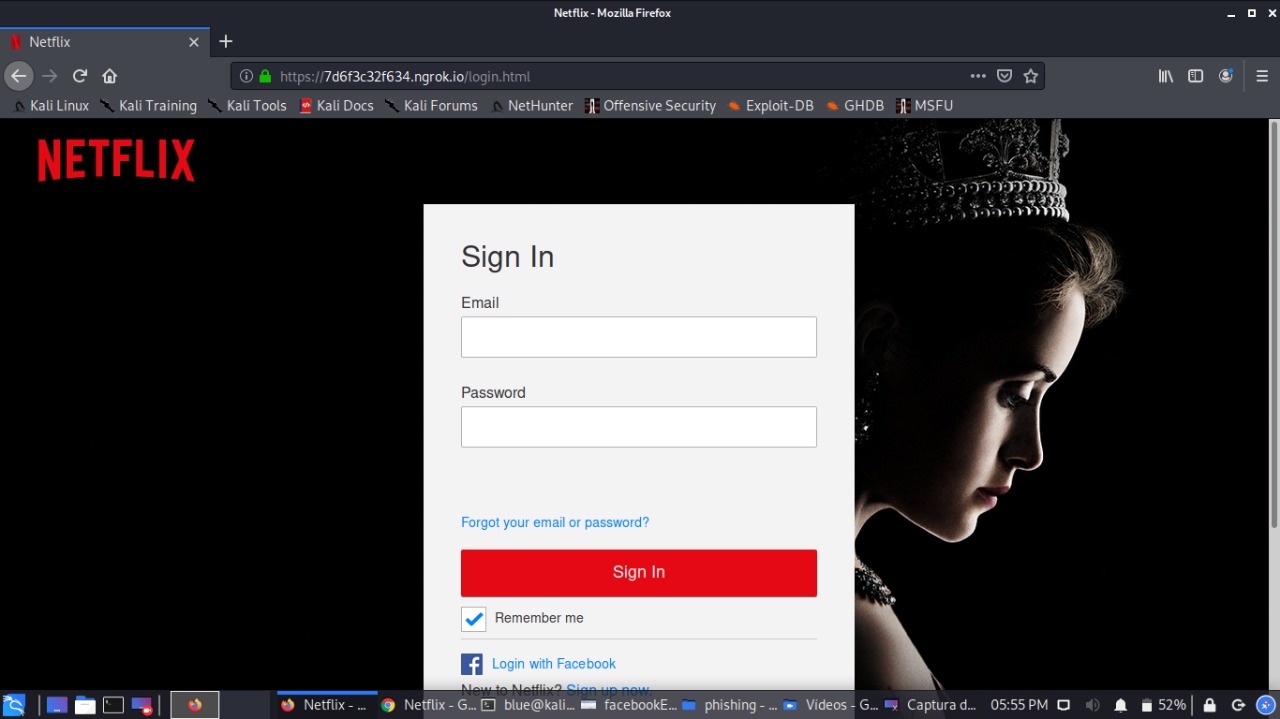 Netflix - Mozilla Firefox
Netflix
https://7d6f3c32f634.ngrok.io/login.html
Kali Linux Kali Training Kali Tools Kali Docs Kali Forums NetHunter Offensive Security Exploit-DB GHDB MSFU
NETFLIX
Sign In
Email
Password
Forgot your email or password?
Sign In
Remember me
Login with Facebook
New to Netflix? Sign up now.
Netflix - ... Netflix - G... blue@kali... facebookE... phishing - ... Vídeos - G... Captura d... 05:55 PM 52%